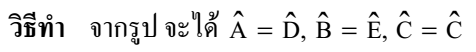 วิธีทำ จากรูป จะได้ Â = D̂, B̂ = Ê, Ĉ = Ĉ